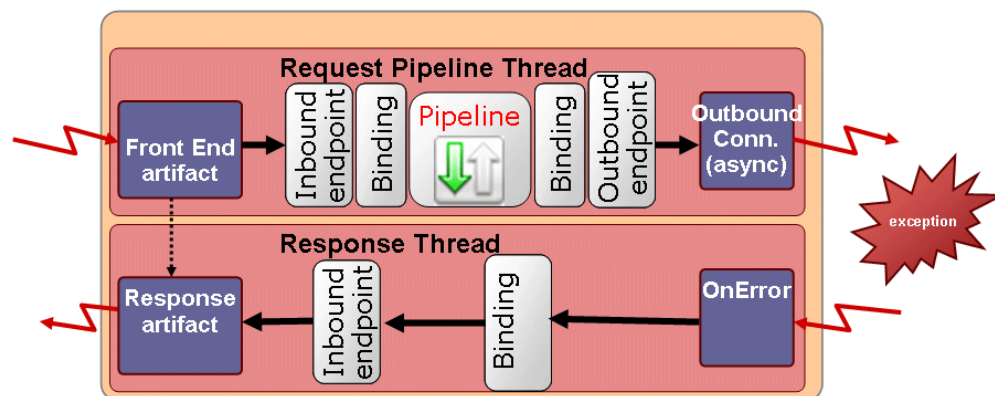 Request Pipeline Thread
Front End
artifact
Inbound
endpoint
Binding
Pipeline
Binding
Outbound
endpoint
Outbound
Conn.
(async)
exception
Response Thread
Response
artifact
Inbound
endpoint
Binding
OnError